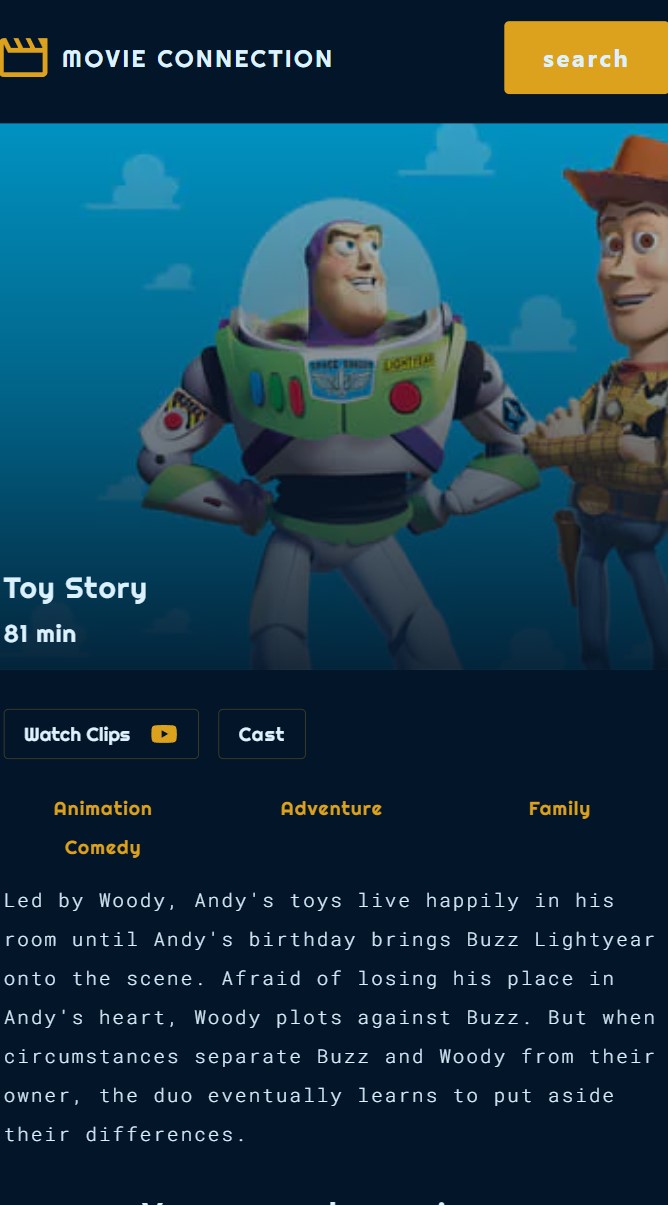 MOVIE CONNECTION
search
SPACE RANGER
LIGHTYEAR
Toy Story
81 min
Watch Clips
Cast
Animation Adventure Family
Comedy
Led by Woody, Andy's toys live happily in his
room until Andy's birthday brings Buzz Lightyear
onto the scene. Afraid of losing his place in
Andy's heart, Woody plots against Buzz. But when
circumstances separate Buzz and Woody from their
owner, the duo eventually learns to put aside
their differences.